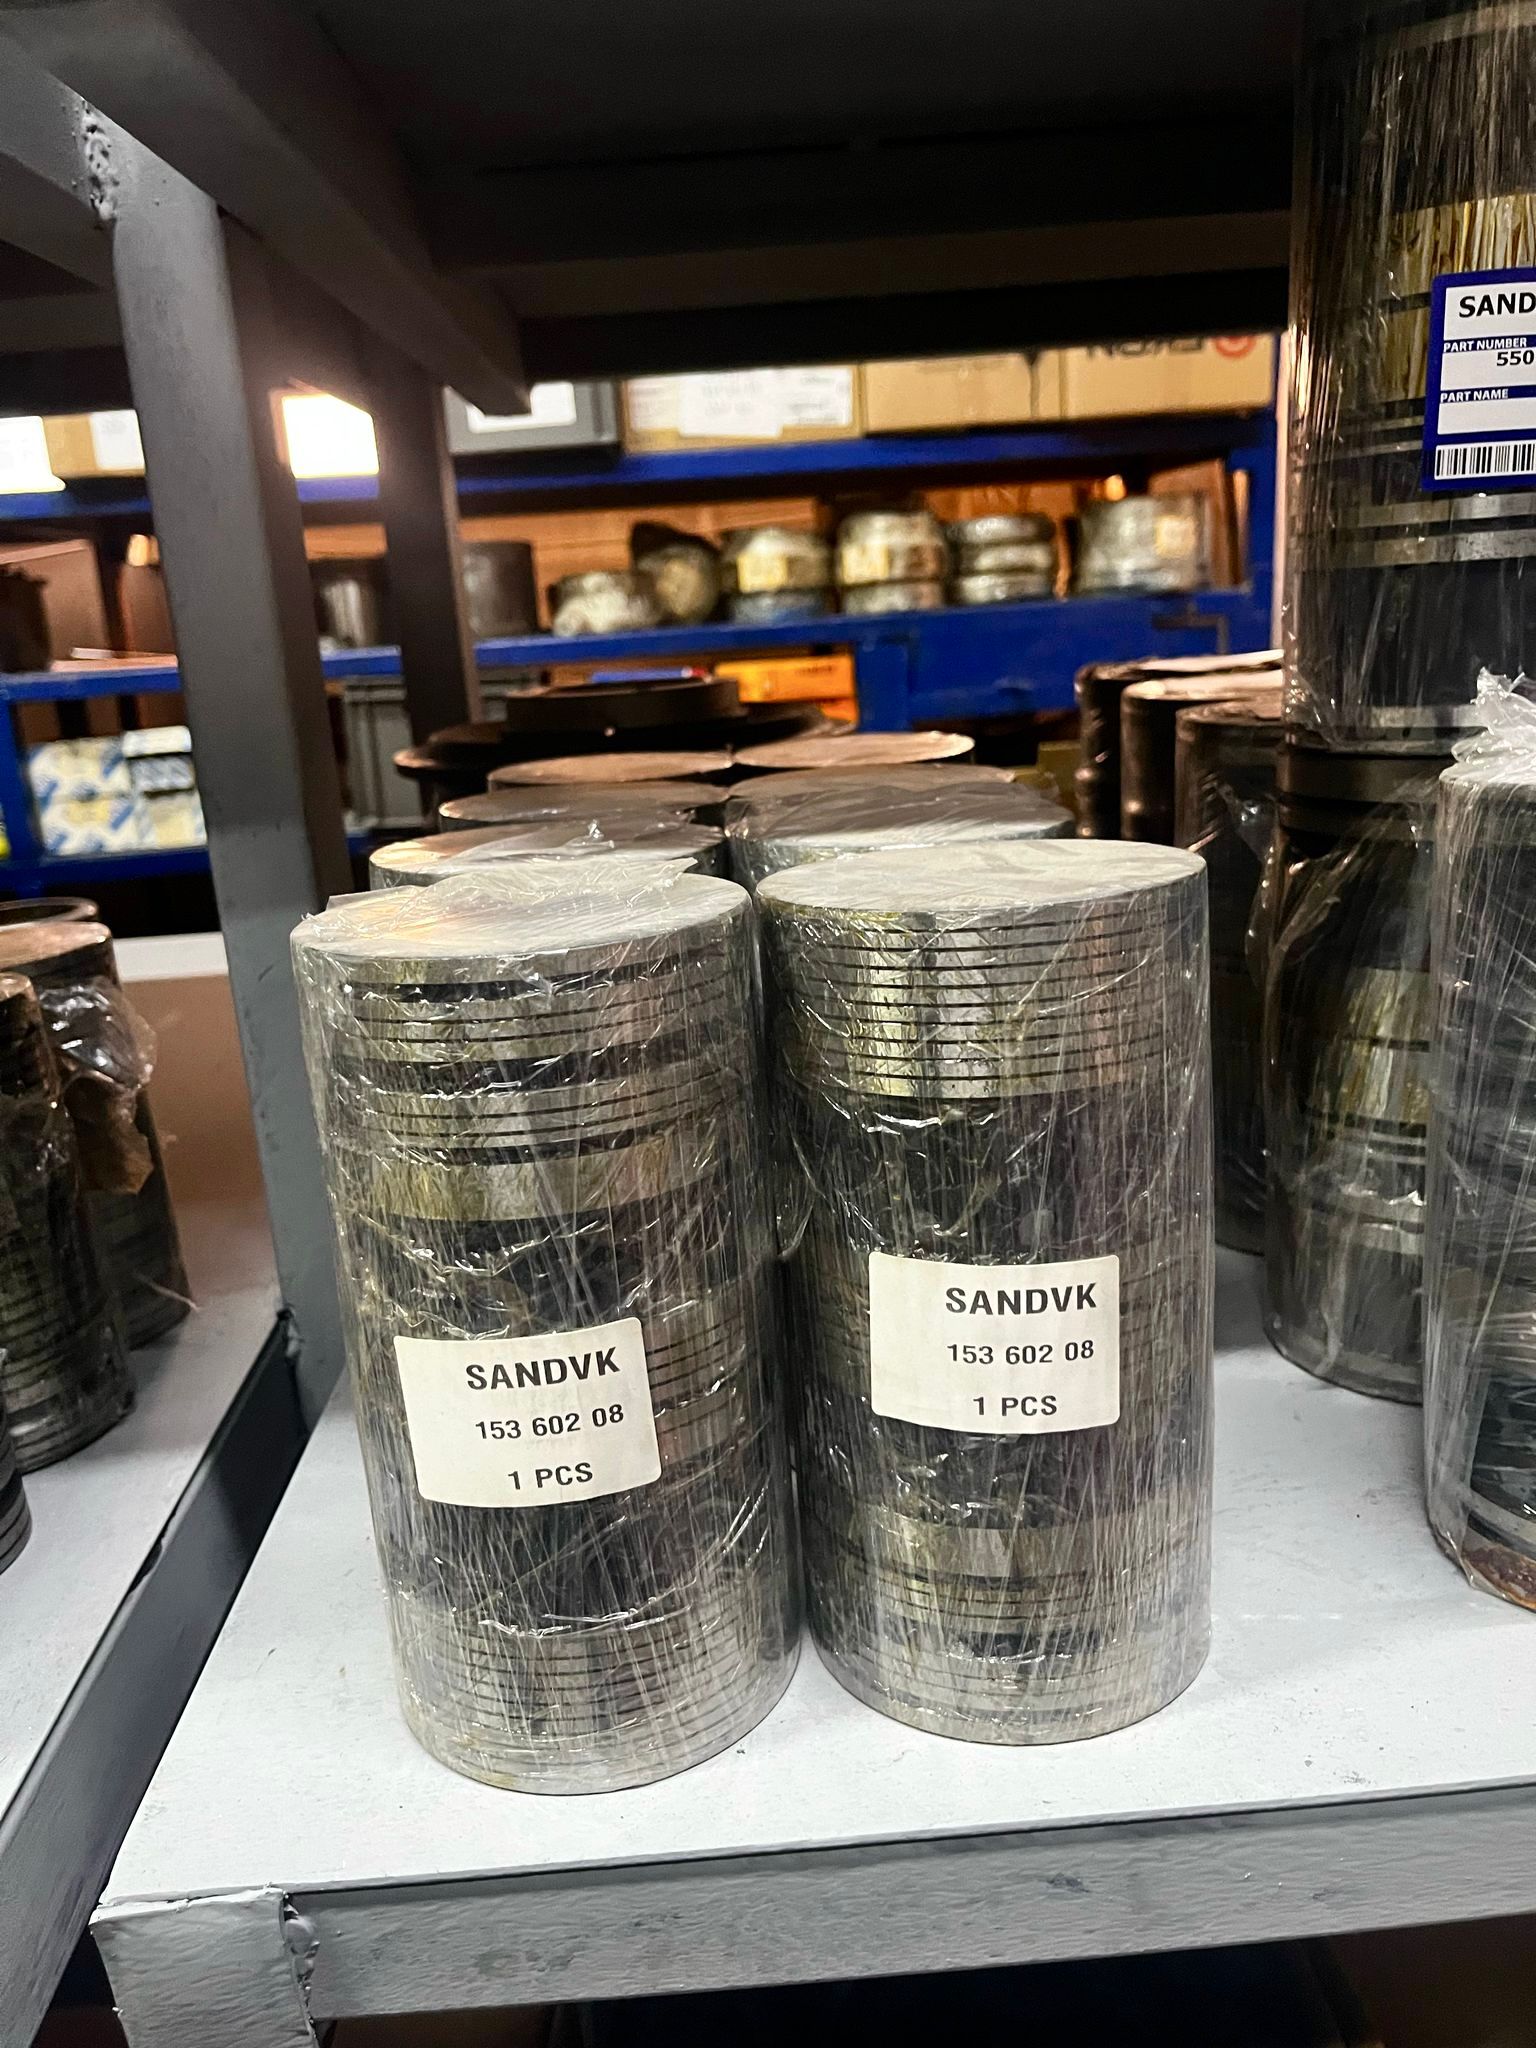 SAND
PART NUMBER
550
PART NAME
SANDVK
153 602 08
1 PCS
SANDVK
153 602 08
1 PCS